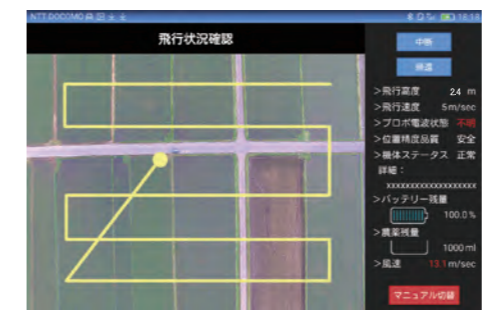 NTT DOCOMO
18:18
飛行状況確認
中断
帰還
>飛行高度 2.4 m
>飛行速度 5m/sec
>プロポ電波状態 不明
>位置精度品質 安全
>機体ステータス 正常
詳細：
xxxxxxxxxxxxxxxxxxxx
>バッテリー残量
100.0%
>農薬残量
1000ml
>風速 13.1 m/sec
マニュアル切替